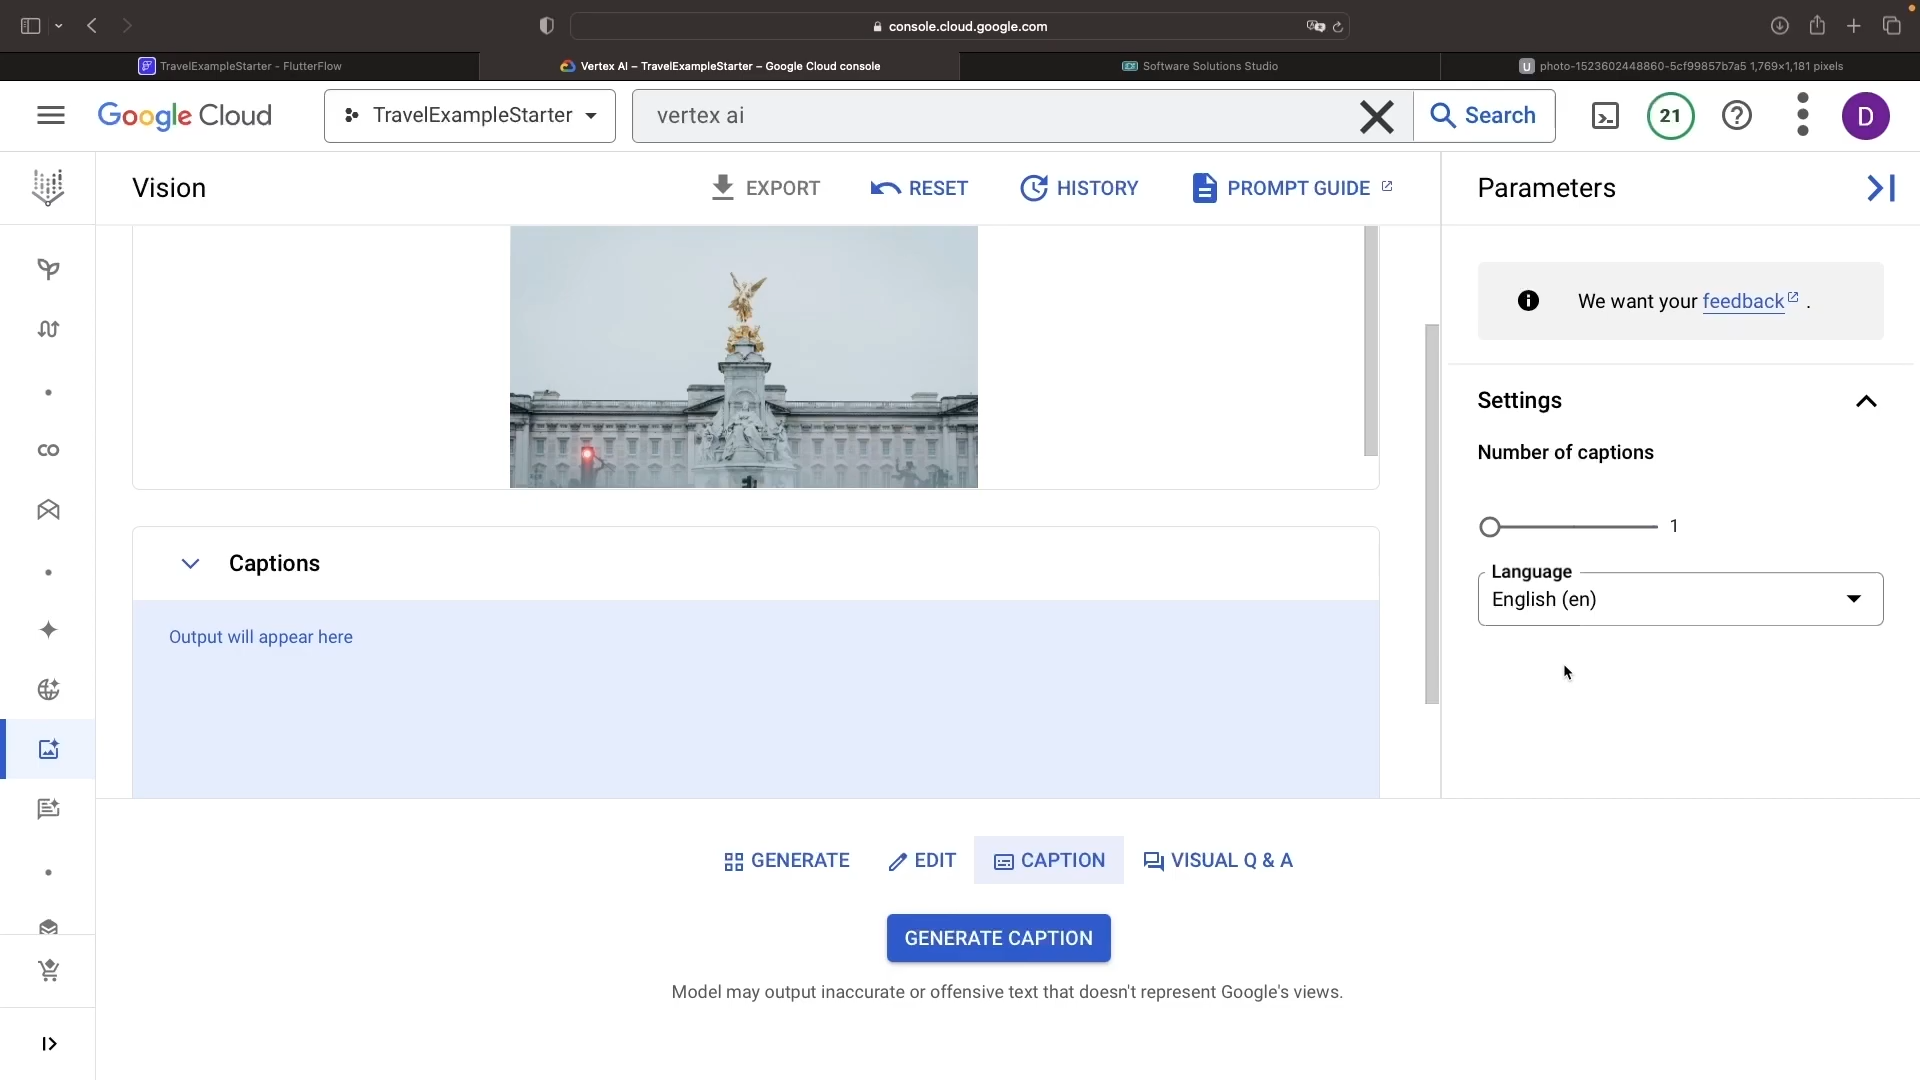 console.cloud.google.com
TravelExampleStarter - FlutterFlow
Vertex AI – TravelExampleStarter – Google Cloud console
Software Solutions Studio
U photo-1523602448860-5cf99857b7a5 1,769×1,181 pixels
Google Cloud
TravelExampleStarter
vertex ai
Search
21
D
Vision
EXPORT
RESET
HISTORY
PROMPT GUIDE
Parameters
We want your feedback .
Settings
Number of captions
1
Language
English (en)
Captions
Output will appear here
GENERATE
EDIT
CAPTION
VISUAL Q & A
GENERATE CAPTION
Model may output inaccurate or offensive text that doesn't represent Google's views.